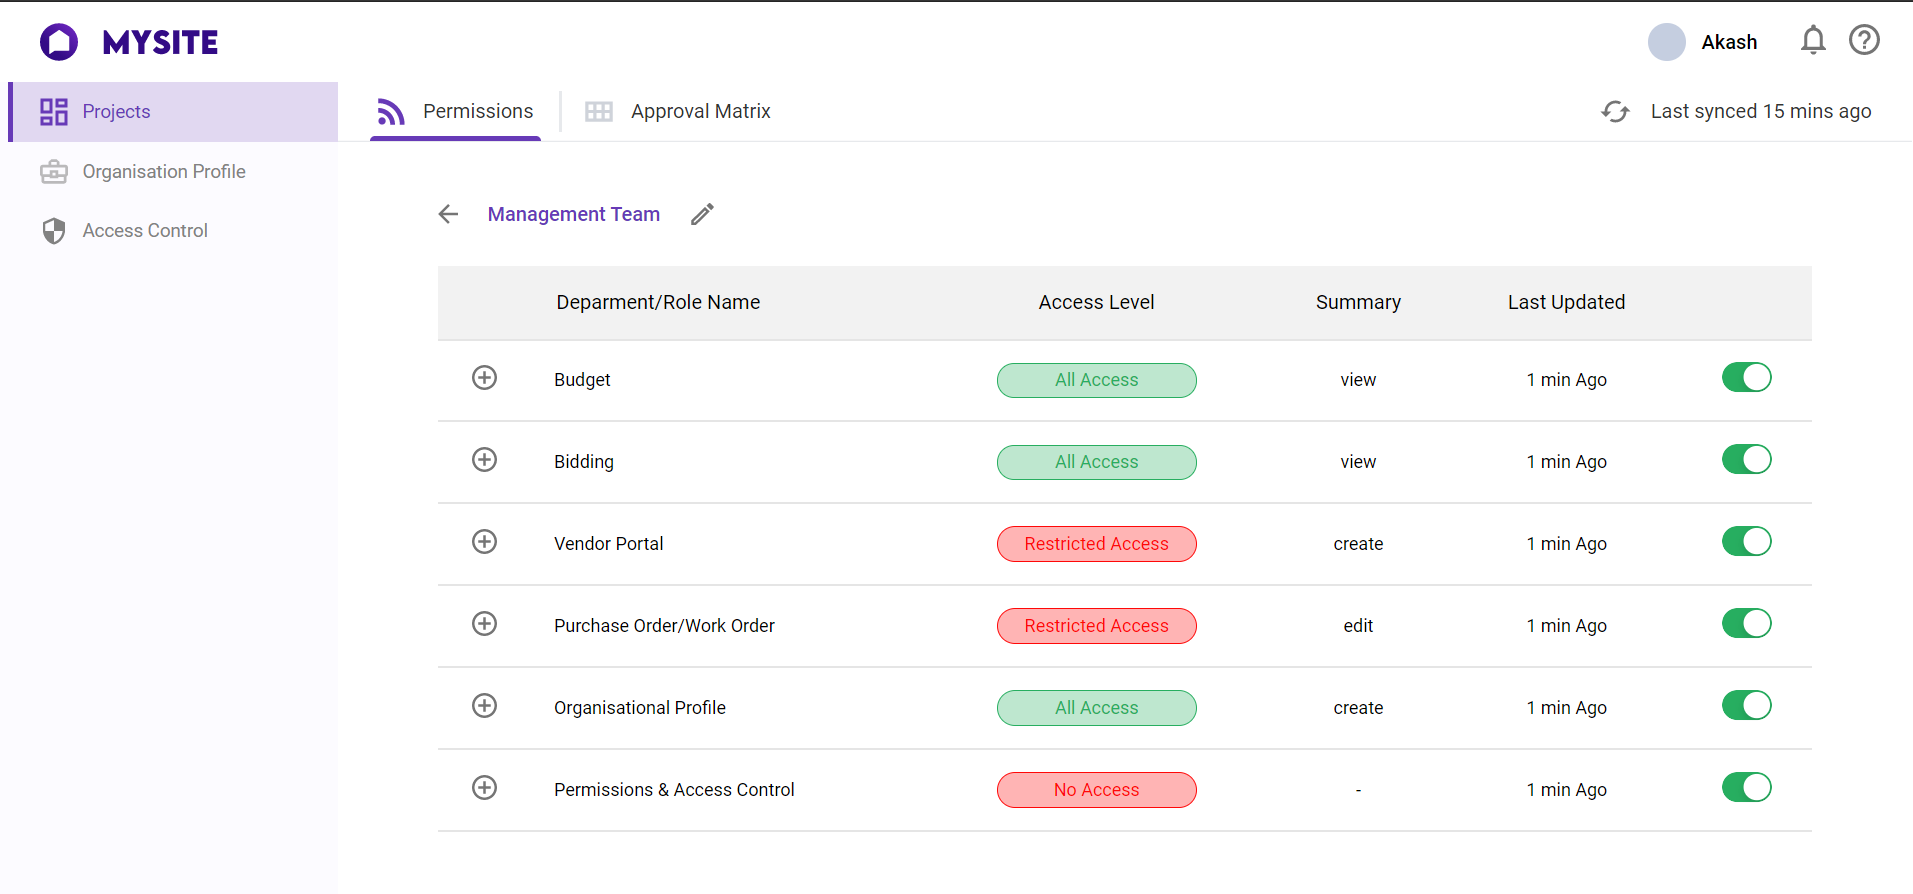 MYSITE
Akash
Projects
Permissions
Approval Matrix
Last synced 15 mins ago
Organisation Profile
Access Control
Management Team
Deparment/Role Name Access Level Summary Last Updated
Budget All Access view 1 min Ago
Bidding All Access view 1 min Ago
Vendor Portal Restricted Access create 1 min Ago
Purchase Order/Work Order Restricted Access edit 1 min Ago
Organisational Profile All Access create 1 min Ago
Permissions & Access Control No Access - 1 min Ago